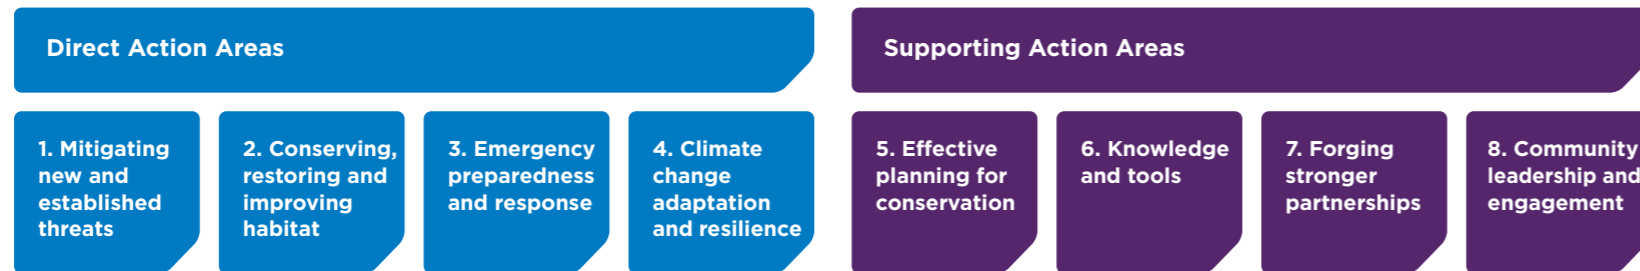 Direct Action Areas
Supporting Action Areas
1. Mitigating
new and
established
threats
2. Conserving,
restoring and
improving
habitat
3. Emergency
preparedness
and response
4. Climate
change
adaptation
and resilience
5. Effective
planning for
conservation
6. Knowledge
and tools
7. Forging
stronger
partnerships
8. Community
leadership and
engagement